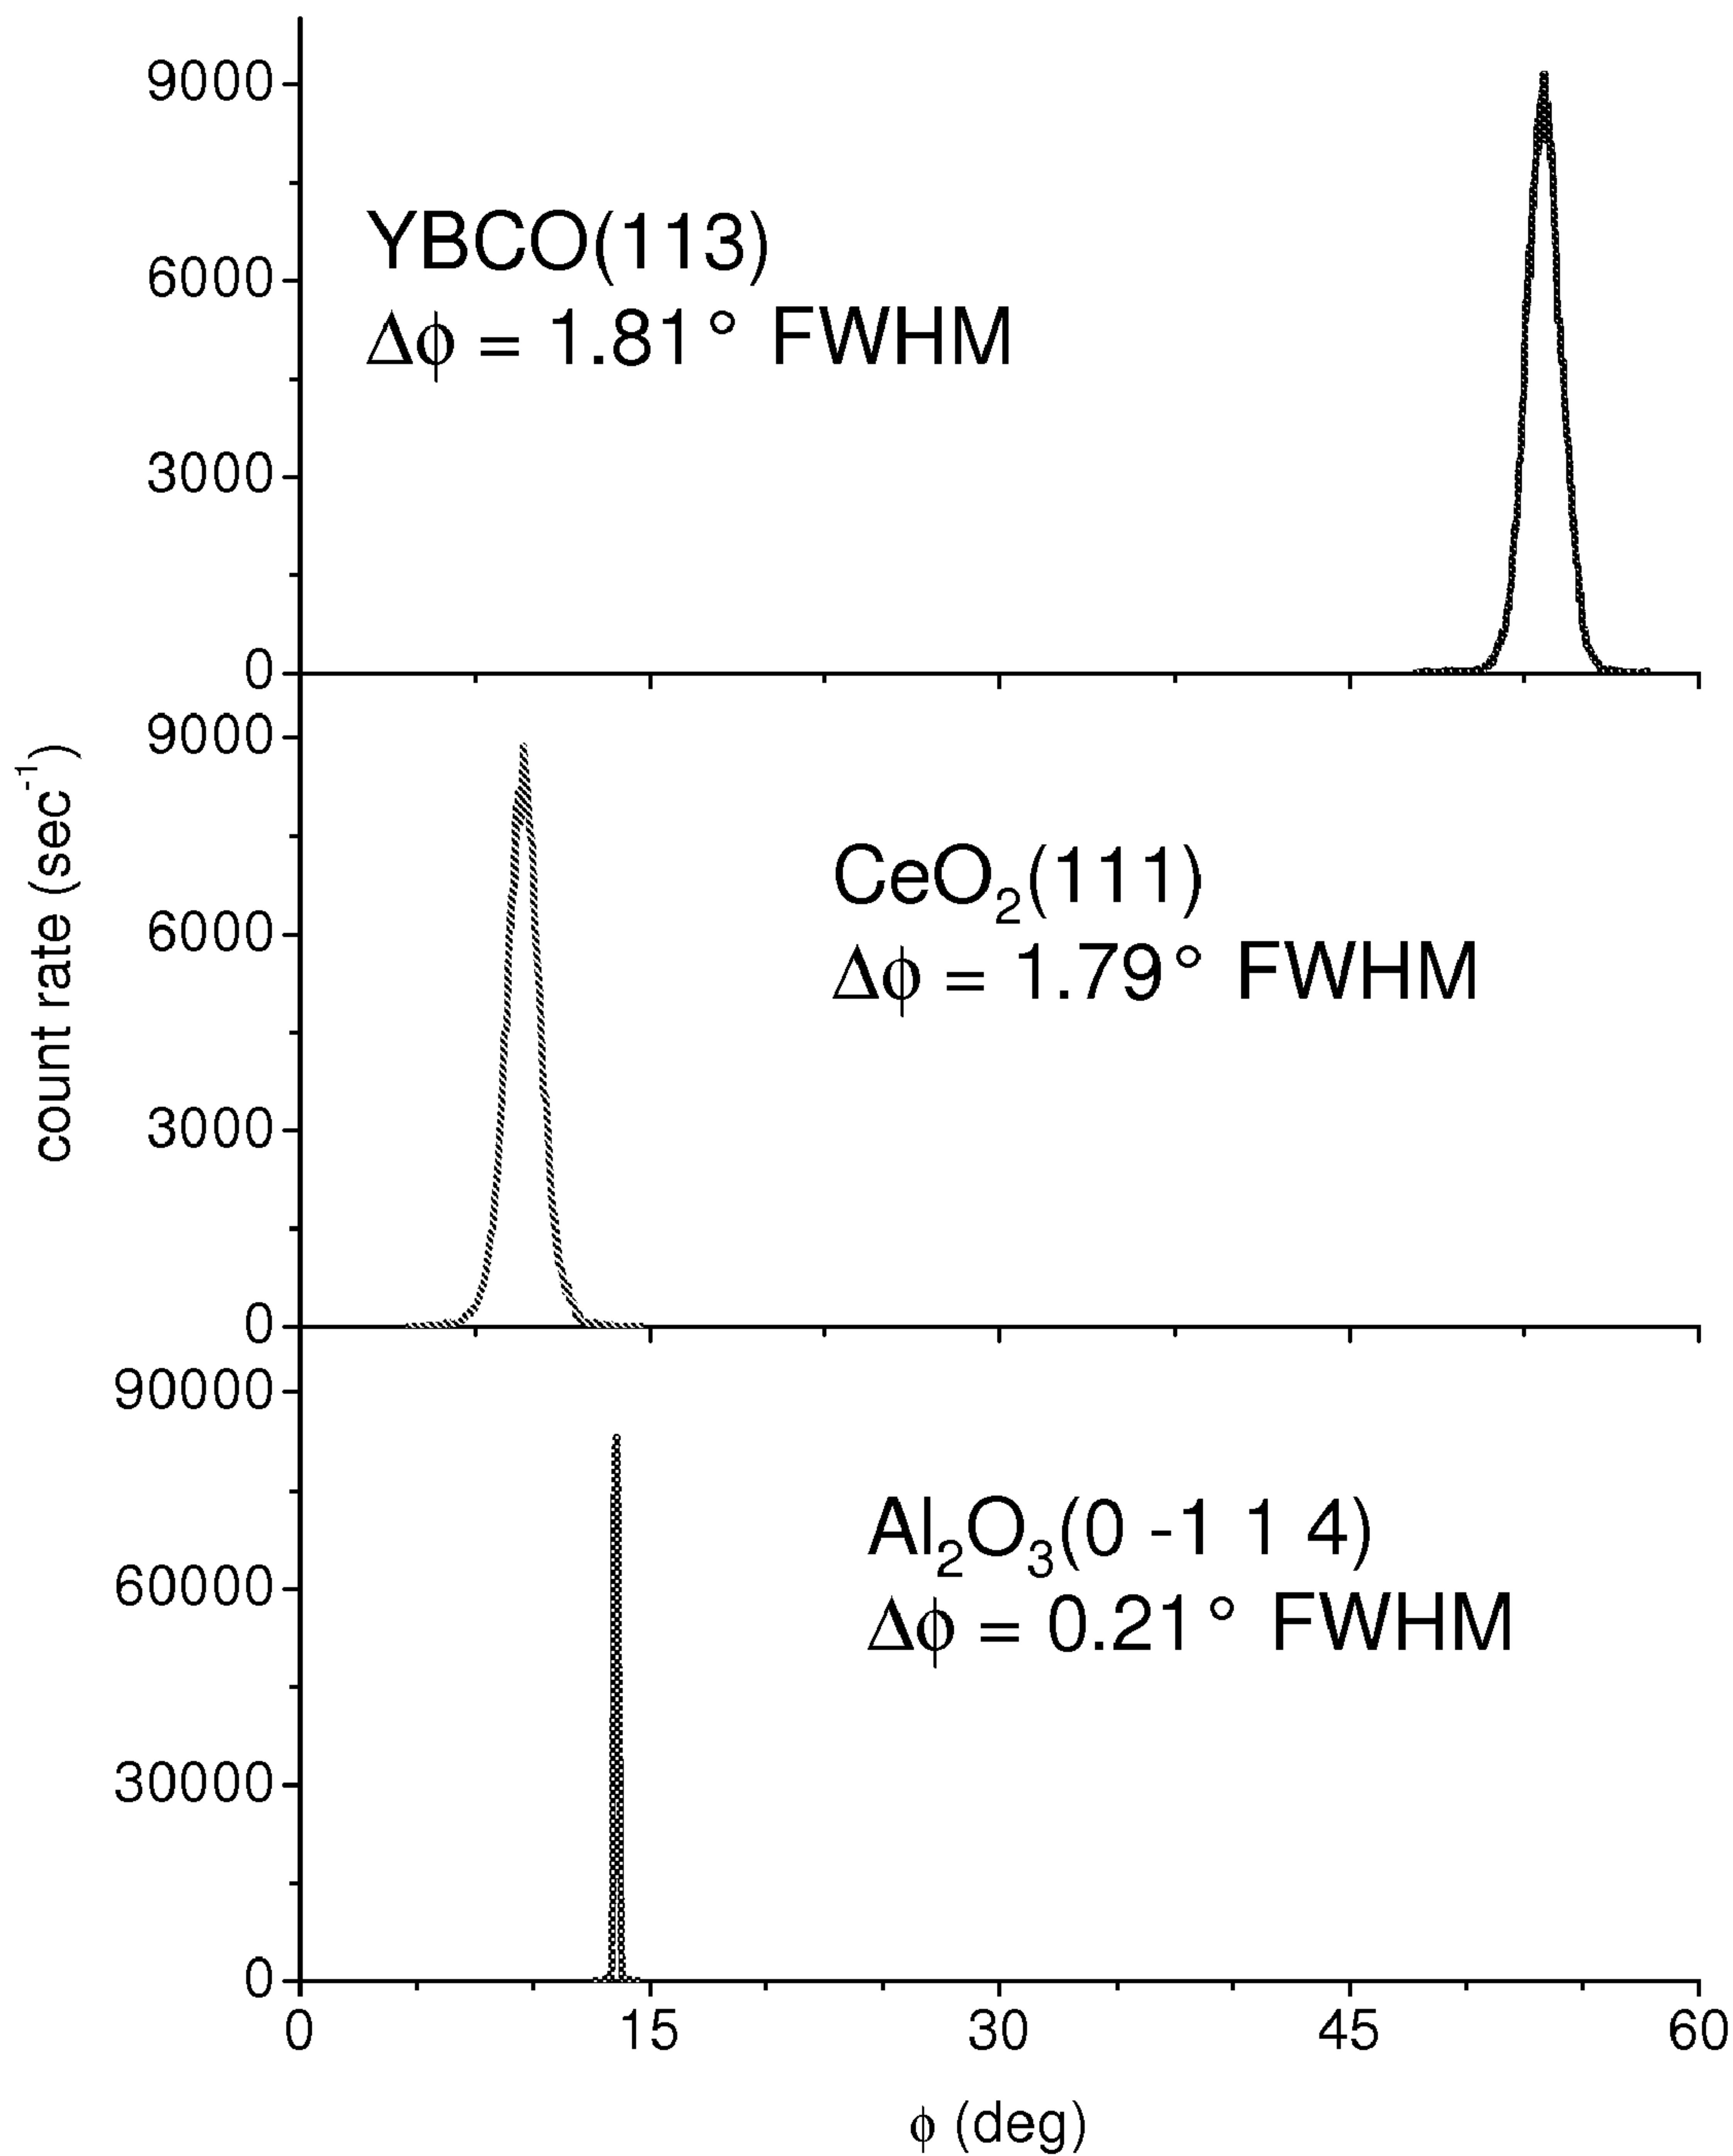 9000
6000
3000
0
YBCO(113)
Δϕ = 1.81° FWHM
9000
6000
3000
0
CeO₂(111)
Δϕ = 1.79° FWHM
count rate (sec⁻¹)
90000
60000
30000
0
Al₂O₃(0 -1 1 4)
Δϕ = 0.21° FWHM
0 15 30 45 60
ϕ (deg)